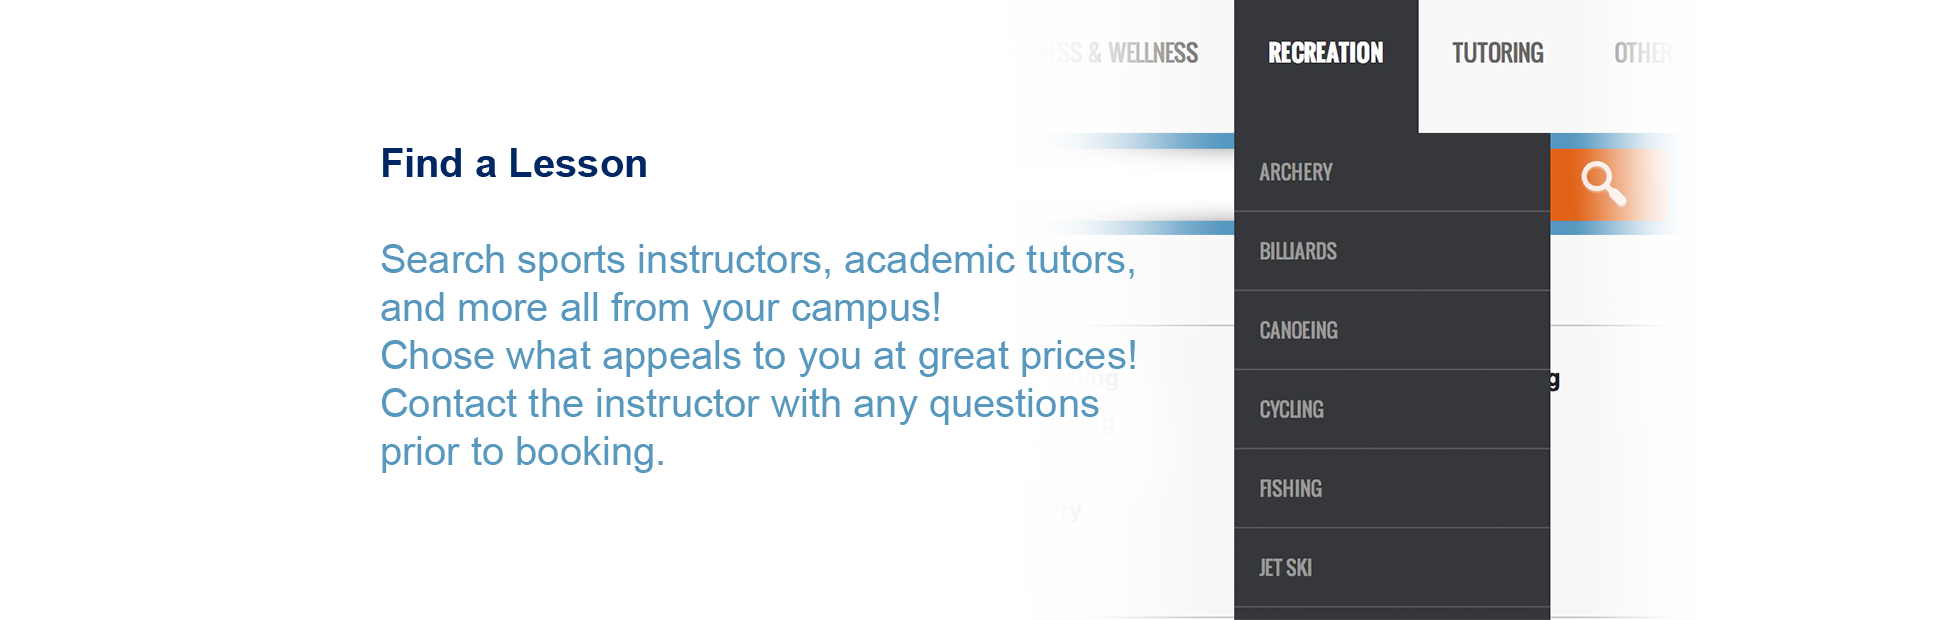 NESS & WELLNESS
RECREATION
TUTORING
OTHER
Find a Lesson
Search sports instructors, academic tutors,
and more all from your campus!
Chose what appeals to you at great prices!
Contact the instructor with any questions
prior to booking.
ARCHERY
BILLIARDS
CANOEING
CYCLING
FISHING
JET SKI